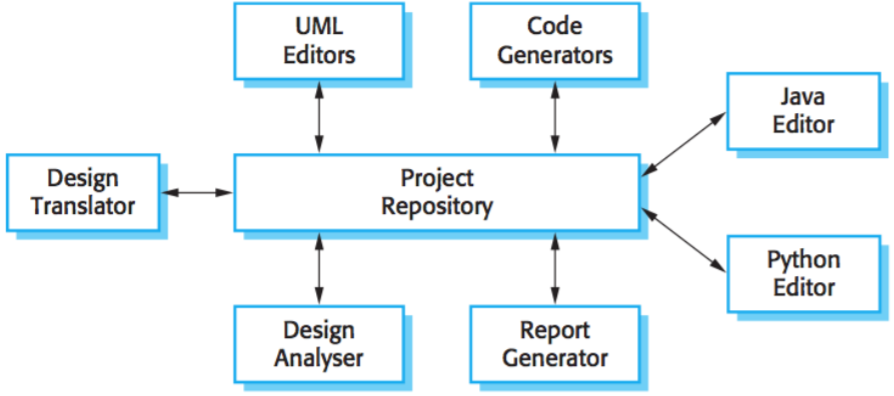 UML
Editors
Code
Generators
Java
Editor
Design
Translator
Project
Repository
Python
Editor
Design
Analyser
Report
Generator